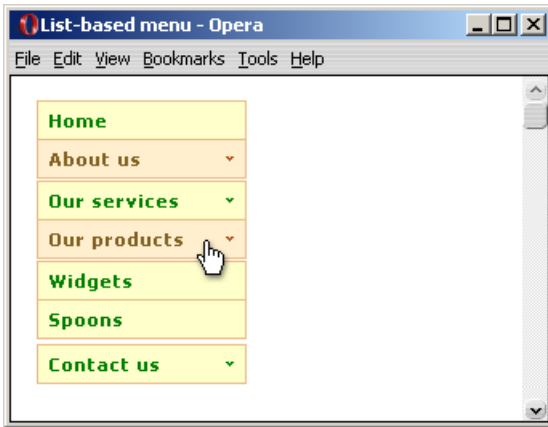 List-based menu - Opera
File Edit View Bookmarks Tools Help
Home
About us
Our services
Our products
Widgets
Spoons
Contact us